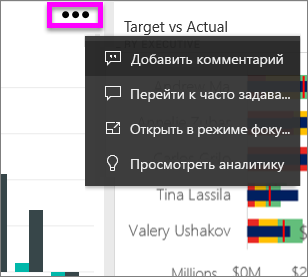 Target vs Actual
Добавить комментарий
Перейти к часто задава...
Открыть в режиме фоку...
Просмотреть аналитику
Tina Lassila
Valery Ushakov
Millions $0M $2